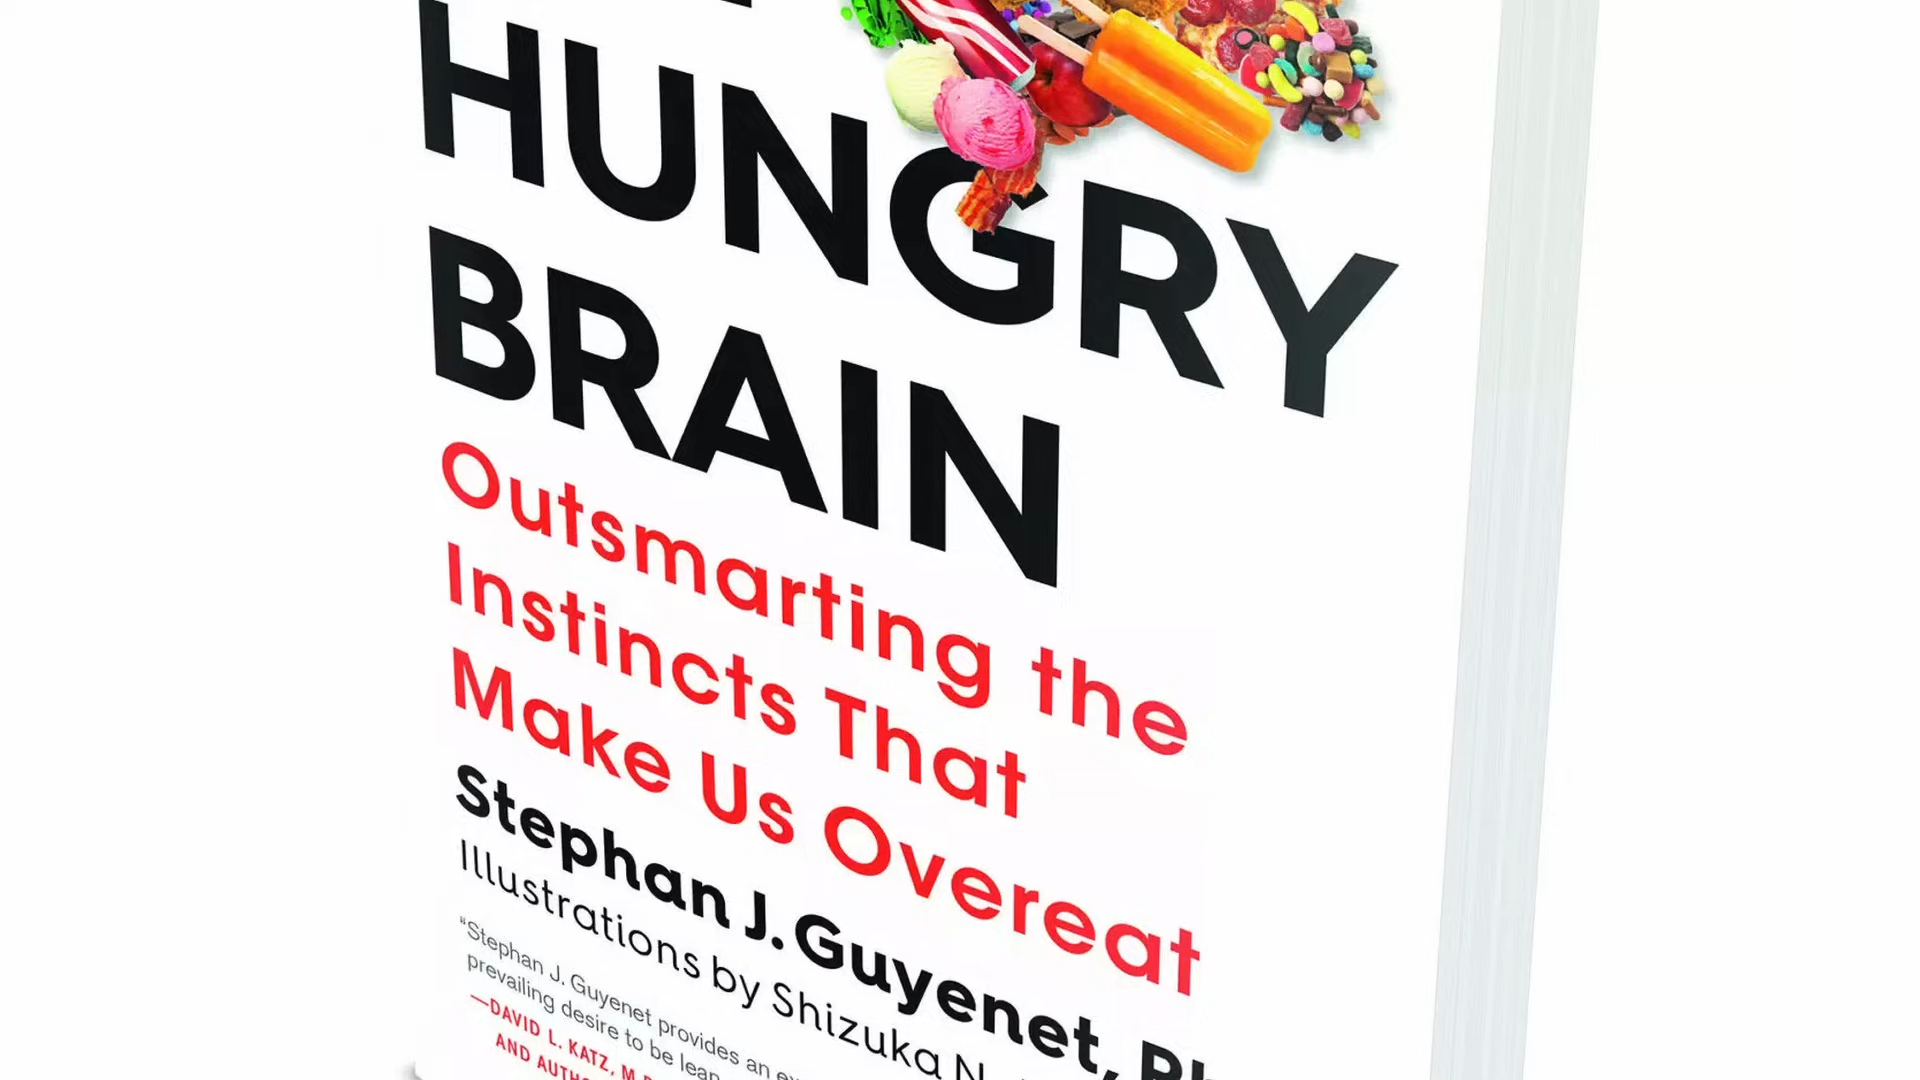 HUNGRY
BRAIN
Outsmarting the
Instincts That
Make Us Overeat
Stephan J. Guyenet,
Illustrations by Shizuka
"Stephan J. Guyenet provides an
prevailing desire to be lean
—DAVID L. KATZ,
AND